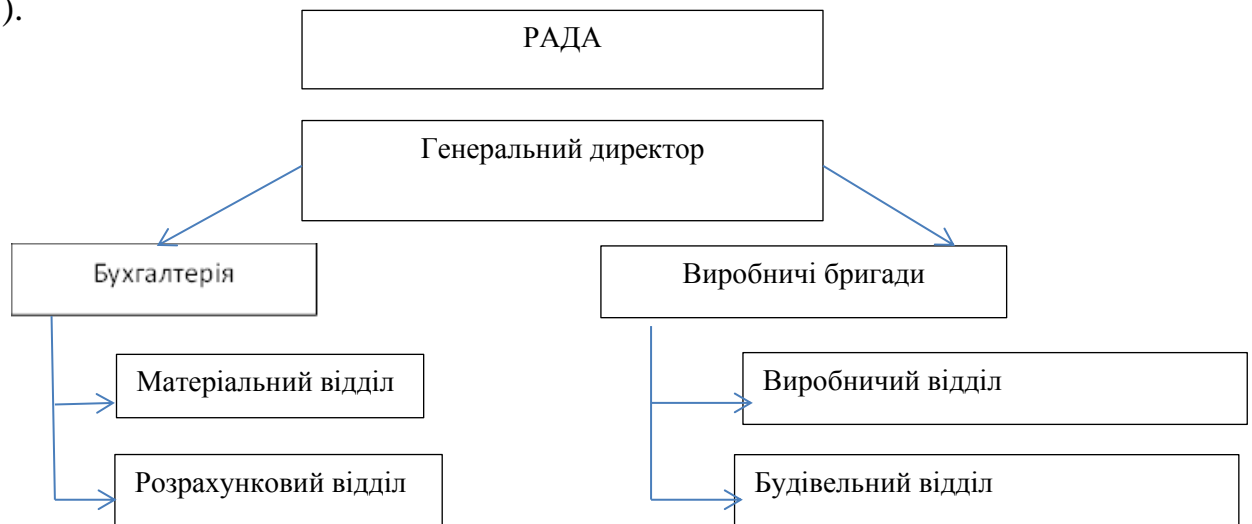 ).
РАДА
Генеральний директор
Бухгалтерія
Виробничі бригади
Матеріальний відділ
Виробничий відділ
Розрахунковий відділ
Будівельний відділ